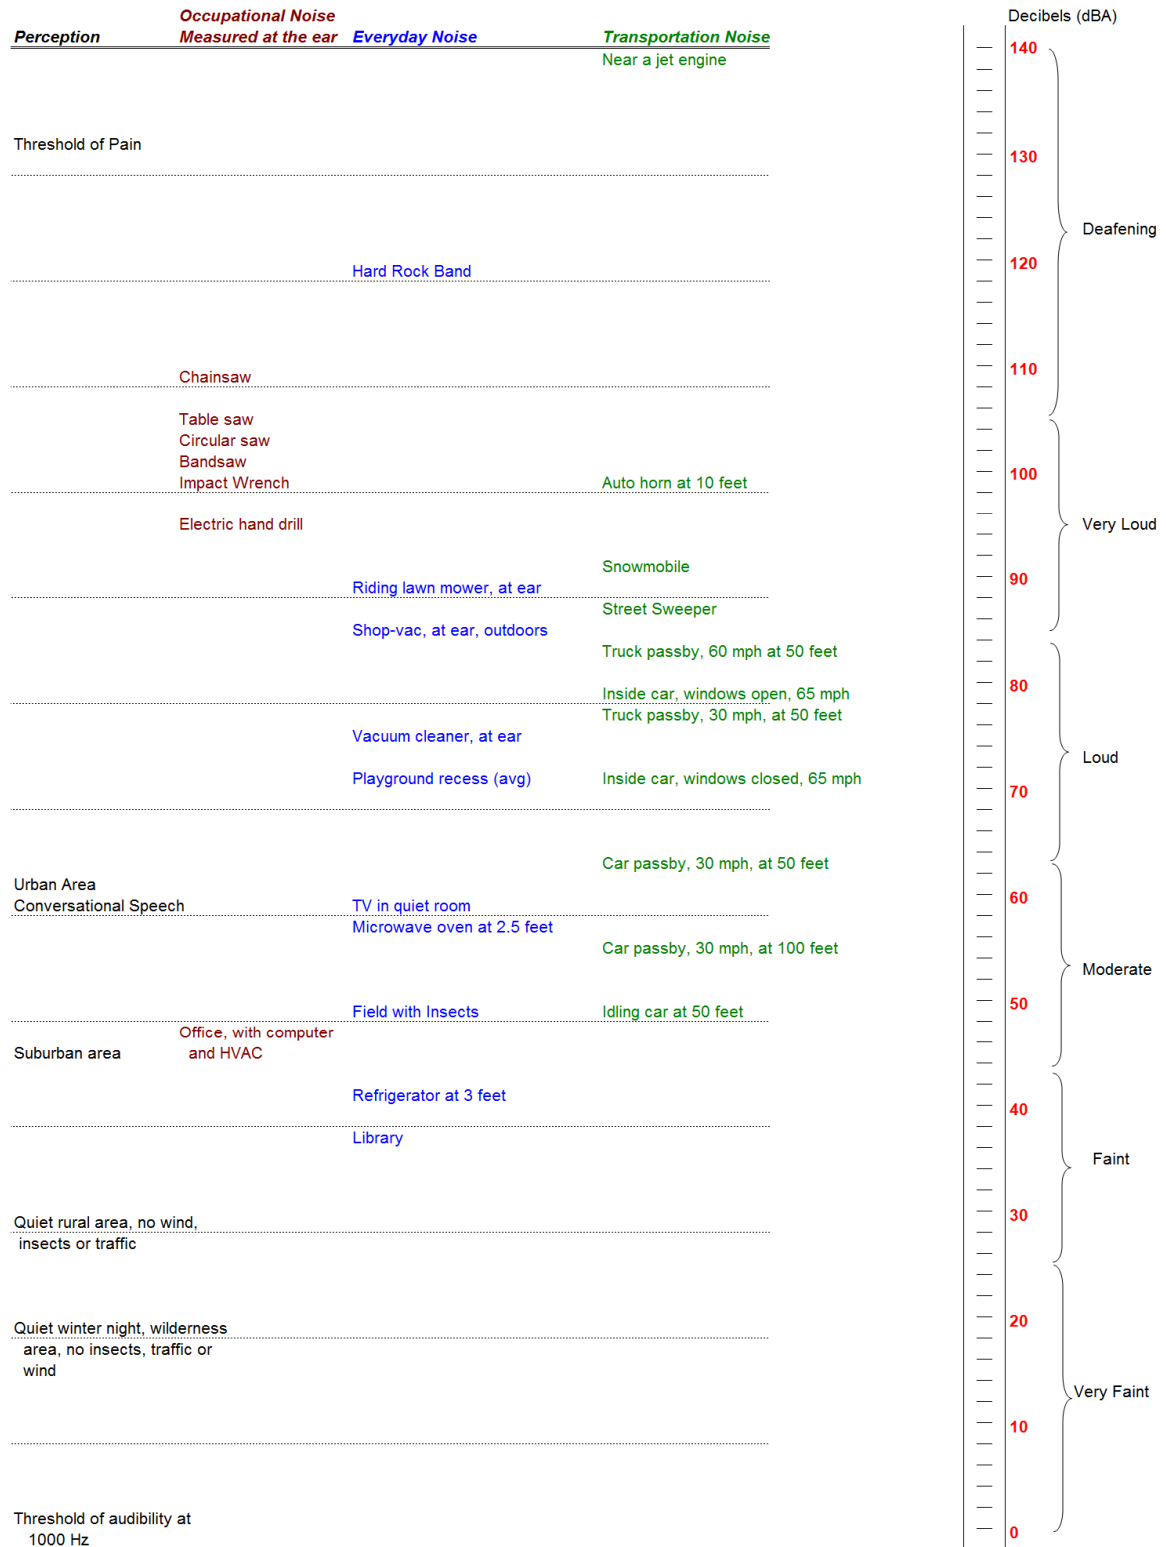 Occupational Noise Decibels (dBA)
Perception Measured at the ear Everyday Noise Transportation Noise
140
Near a jet engine
Threshold of Pain
130
Deafening
120
Hard Rock Band
110
Chainsaw
Table saw
Circular saw
Bandsaw
100
Impact Wrench Auto horn at 10 feet
Electric hand drill Very Loud
Snowmobile
90
Riding lawn mower, at ear
Street Sweeper
Shop-vac, at ear, outdoors
Truck passby, 60 mph at 50 feet
80
Inside car, windows open, 65 mph
Truck passby, 30 mph, at 50 feet
Vacuum cleaner, at ear
Loud
Playground recess (avg) Inside car, windows closed, 65 mph
70
Car passby, 30 mph, at 50 feet
Urban Area
60
Conversational Speech TV in quiet room
Microwave oven at 2.5 feet
Car passby, 30 mph, at 100 feet
Moderate
50
Field with Insects Idling car at 50 feet
Office, with computer
Suburban area and HVAC
Refrigerator at 3 feet
40
Library
Faint
30
Quiet rural area, no wind,
insects or traffic
20
Quiet winter night, wilderness
area, no insects, traffic or
wind
Very Faint
10
Threshold of audibility at
0
1000 Hz